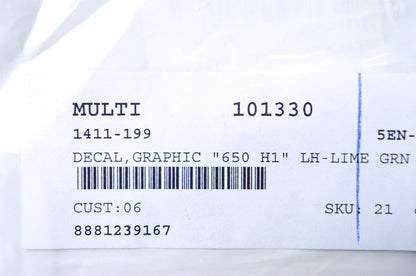 MULTI 101330
1411-199 5EN-
DECAL,GRAPHIC "650 H1" LH-LIME GRN
CUST:06 SKU: 21
8881239167